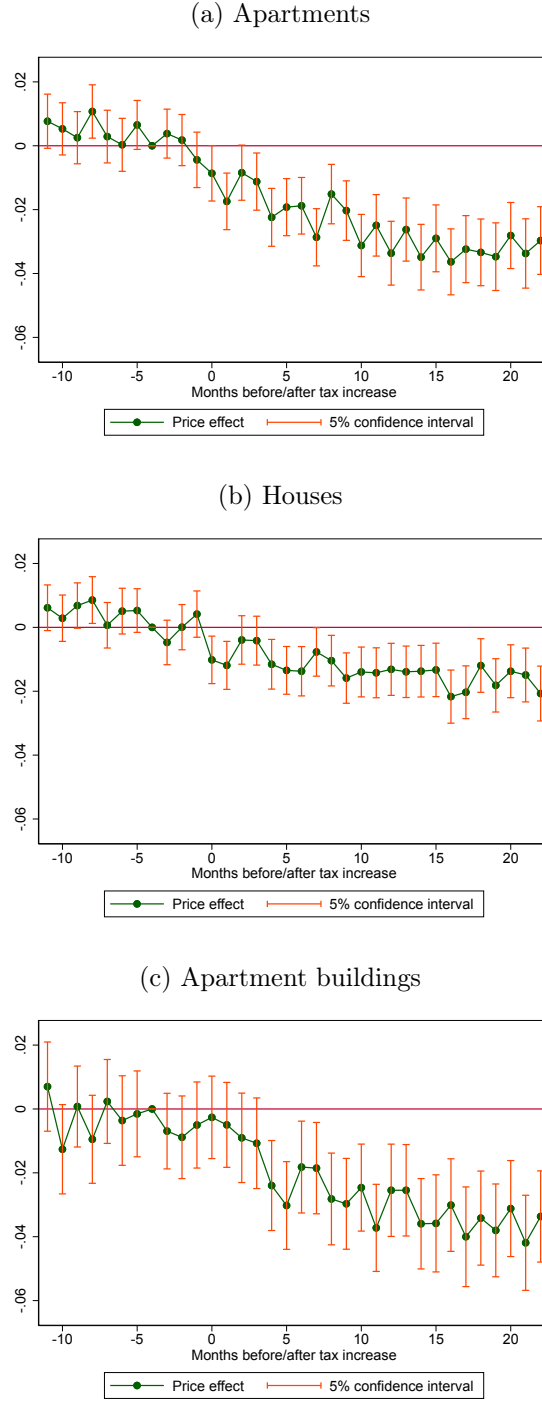 (a) Apartments
.02
0
-.02
-.04
-.06
-10 -5 0 5 10 15 20
Months before/after tax increase
Price effect 5% confidence interval
(b) Houses
.02
0
-.02
-.04
-.06
-10 -5 0 5 10 15 20
Months before/after tax increase
Price effect 5% confidence interval
(c) Apartment buildings
.02
0
-.02
-.04
-.06
-10 -5 0 5 10 15 20
Months before/after tax increase
Price effect 5% confidence interval